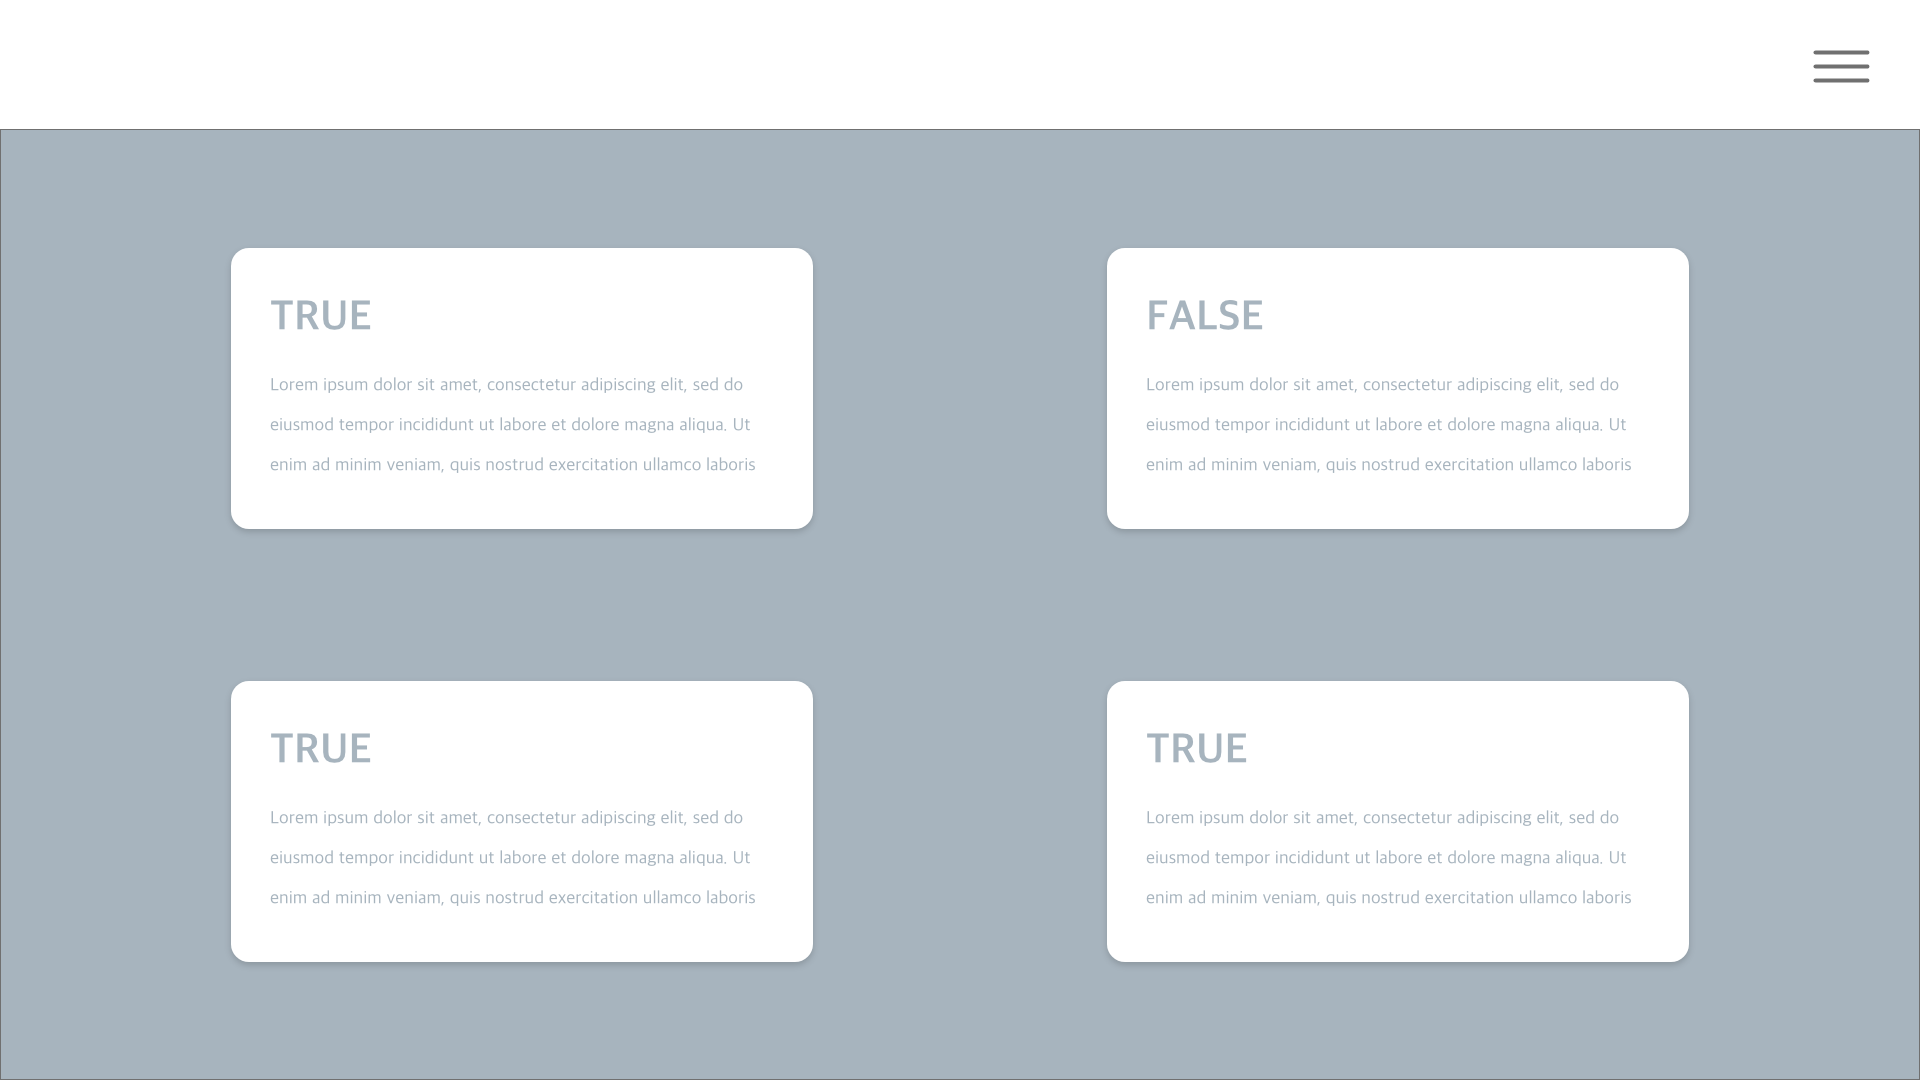 TRUE
Lorem ipsum dolor sit amet, consectetur adipiscing elit, sed do
eiusmod tempor incididunt ut labore et dolore magna aliqua. Ut
enim ad minim veniam, quis nostrud exercitation ullamco laboris
FALSE
Lorem ipsum dolor sit amet, consectetur adipiscing elit, sed do
eiusmod tempor incididunt ut labore et dolore magna aliqua. Ut
enim ad minim veniam, quis nostrud exercitation ullamco laboris
TRUE
Lorem ipsum dolor sit amet, consectetur adipiscing elit, sed do
eiusmod tempor incididunt ut labore et dolore magna aliqua. Ut
enim ad minim veniam, quis nostrud exercitation ullamco laboris
TRUE
Lorem ipsum dolor sit amet, consectetur adipiscing elit, sed do
eiusmod tempor incididunt ut labore et dolore magna aliqua. Ut
enim ad minim veniam, quis nostrud exercitation ullamco laboris